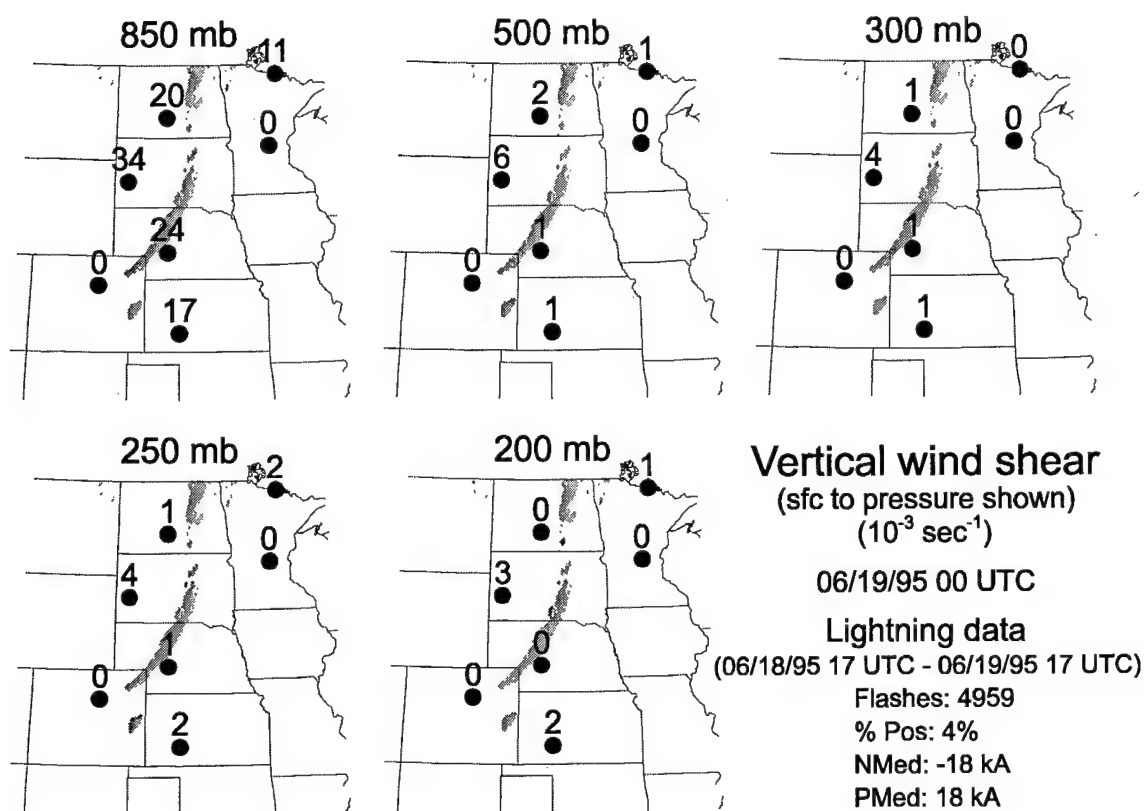 850 mb
11
20
0
34
24
0
17
500 mb
1
2
0
6
1
0
1
300 mb
0
1
0
4
1
0
1
250 mb
2
1
0
4
1
0
2
200 mb
1
0
0
3
0
0
2
Vertical wind shear
(sfc to pressure shown)
(10⁻³ sec⁻¹)
06/19/95 00 UTC
Lightning data
(06/18/95 17 UTC - 06/19/95 17 UTC)
Flashes: 4959
% Pos: 4%
NMed: -18 kA
PMed: 18 kA